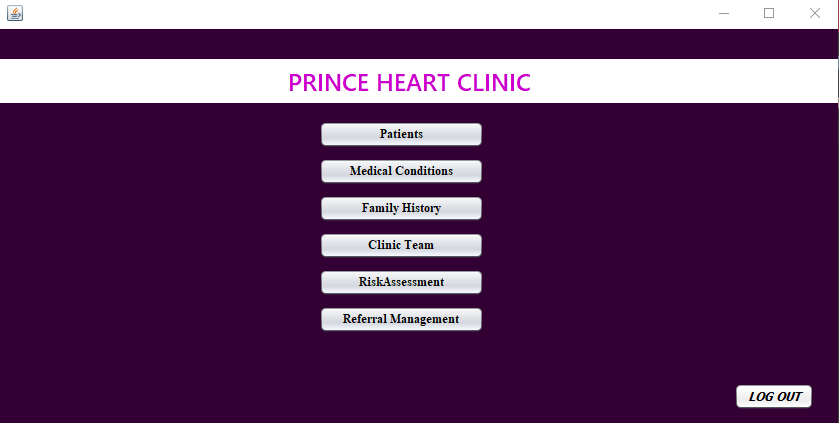 PRINCE HEART CLINIC
Patients
Medical Conditions
Family History
Clinic Team
RiskAssessment
Referral Management
LOG OUT